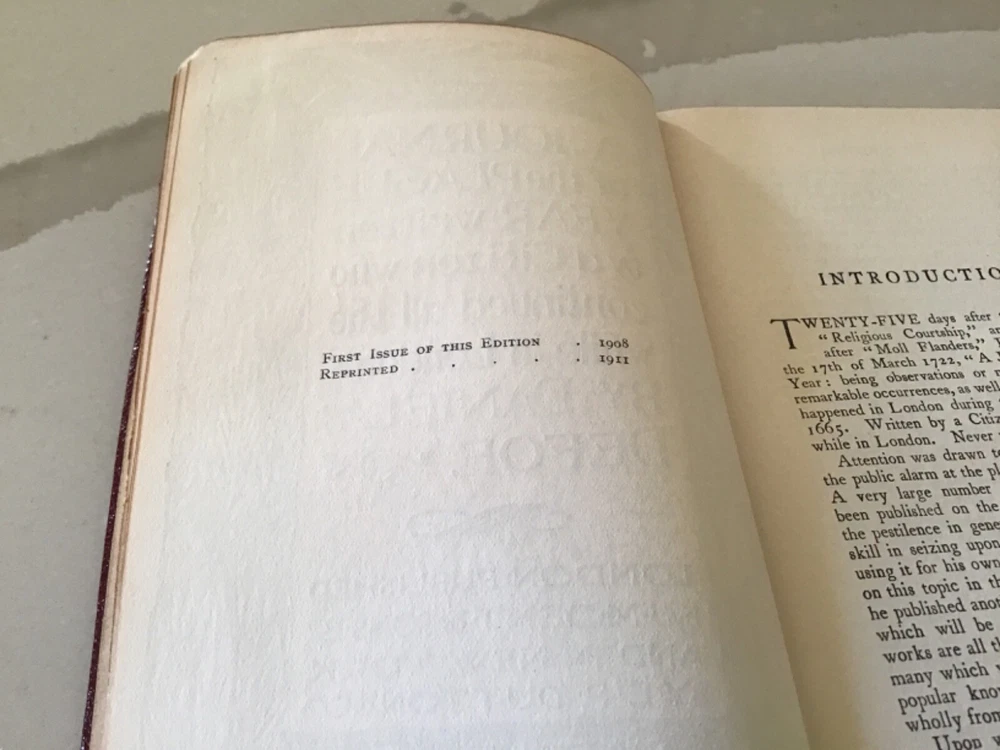 FIRST ISSUE OF THIS EDITION . 1908
REPRINTED . . . . . 1911
INTRODUCTIO
TWENTY-FIVE days after
"Religious Courtship,"
after "Moll Flanders,"
the 17th of March 1722, "A
Year: being observations or
remarkable occurrences, as well
happened in London during
1665. Written by a Citiz
while in London. Never
Attention was drawn to
the public alarm at the pl
A very large number
been published on the
the pestilence in gene
skill in seizing upon
using it for his own
on this topic in th
he published anot
which will be
works are all t
many which
popular kno
wholly from
Upon